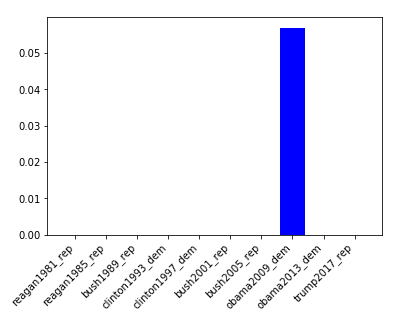 0.05
0.04
0.03
0.02
0.01
0.00
reagan1981_rep
reagan1985_rep
bush1989_rep
clinton1993_dem
clinton1997_dem
bush2001_rep
bush2005_rep
obama2009_dem
obama2013_dem
trump2017_rep